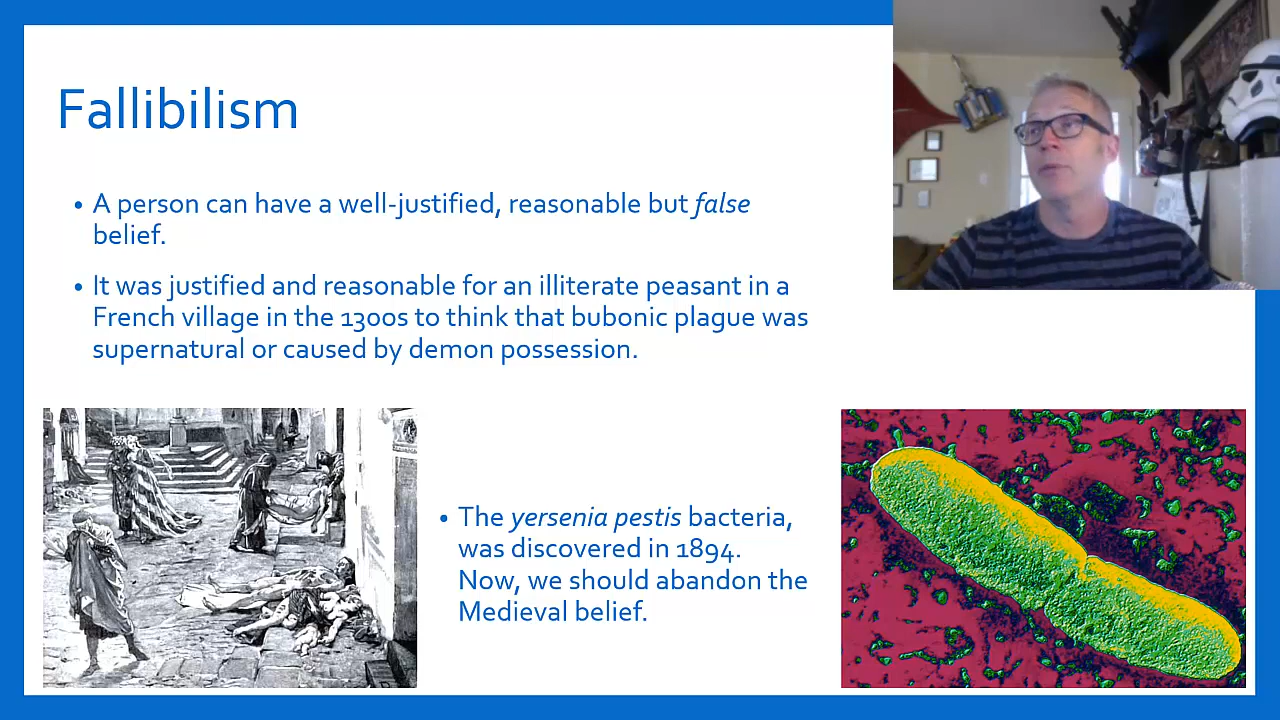 Fallibilism
• A person can have a well-justified, reasonable but false
belief.
• It was justified and reasonable for an illiterate peasant in a
French village in the 1300s to think that bubonic plague was
supernatural or caused by demon possession.
• The yersenia pestis bacteria,
was discovered in 1894.
Now, we should abandon the
Medieval belief.